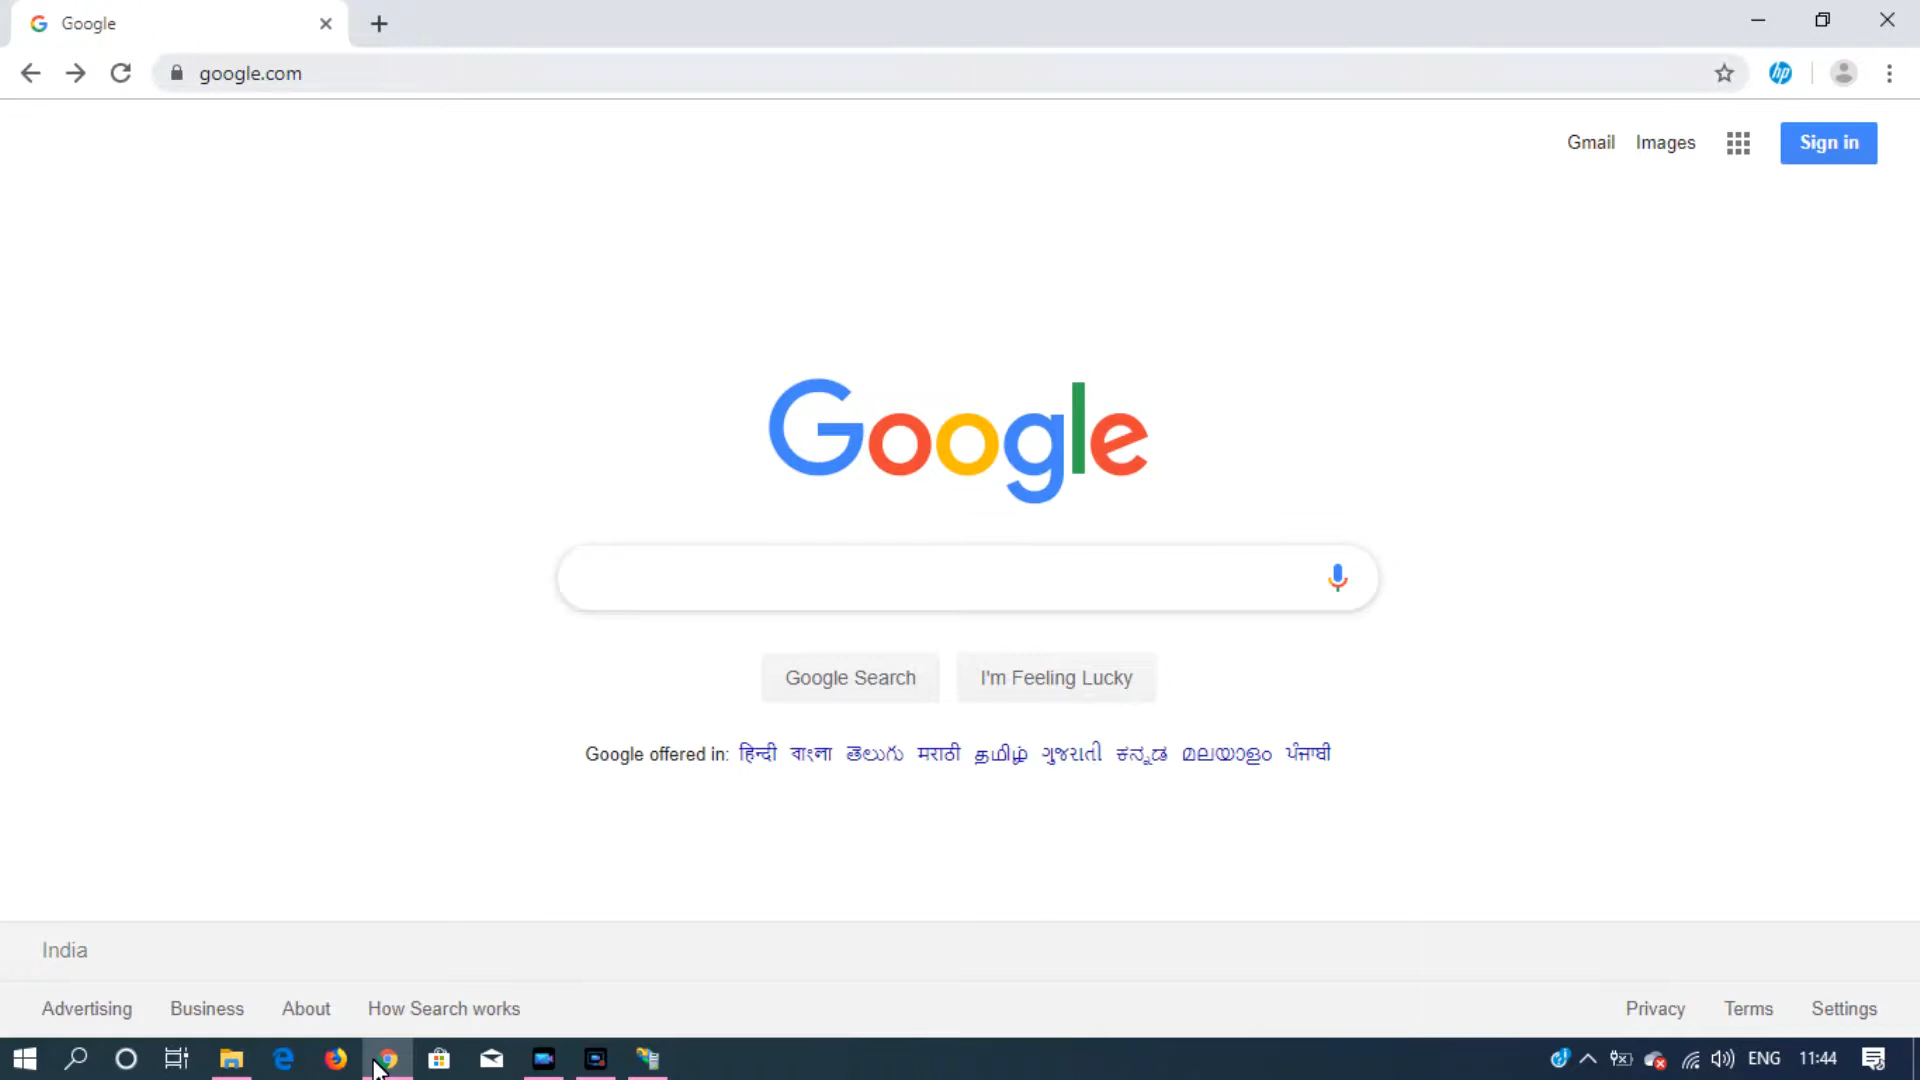 Google
google.com
hp
Gmail Images Sign in
Google
Google Search I'm Feeling Lucky
Google offered in: हिन्दी বাংলা తెలుగు मराठी தமிழ் ગુજરાતી ಕನ್ನಡ മലയാളം ਪੰਜਾਬੀ
India
Advertising Business About How Search works Privacy Terms Settings
ENG 11:44